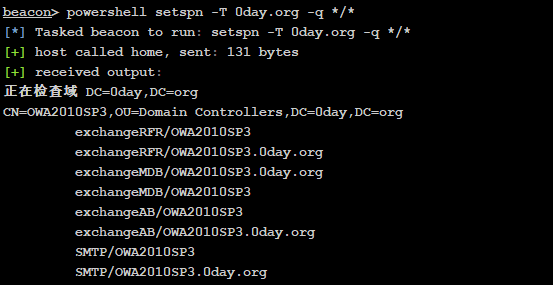 beacon> powershell setspn -T 0day.org -q */*
[*] Tasked beacon to run: setspn -T 0day.org -q */*
[+] host called home, sent: 131 bytes
[+] received output:
正在检查域 DC=0day,DC=org
CN=OWA2010SP3,OU=Domain Controllers,DC=0day,DC=org
exchangeRFR/OWA2010SP3
exchangeRFR/OWA2010SP3.0day.org
exchangeMDB/OWA2010SP3.0day.org
exchangeMDB/OWA2010SP3
exchangeAB/OWA2010SP3
exchangeAB/OWA2010SP3.0day.org
SMTP/OWA2010SP3
SMTP/OWA2010SP3.0day.org